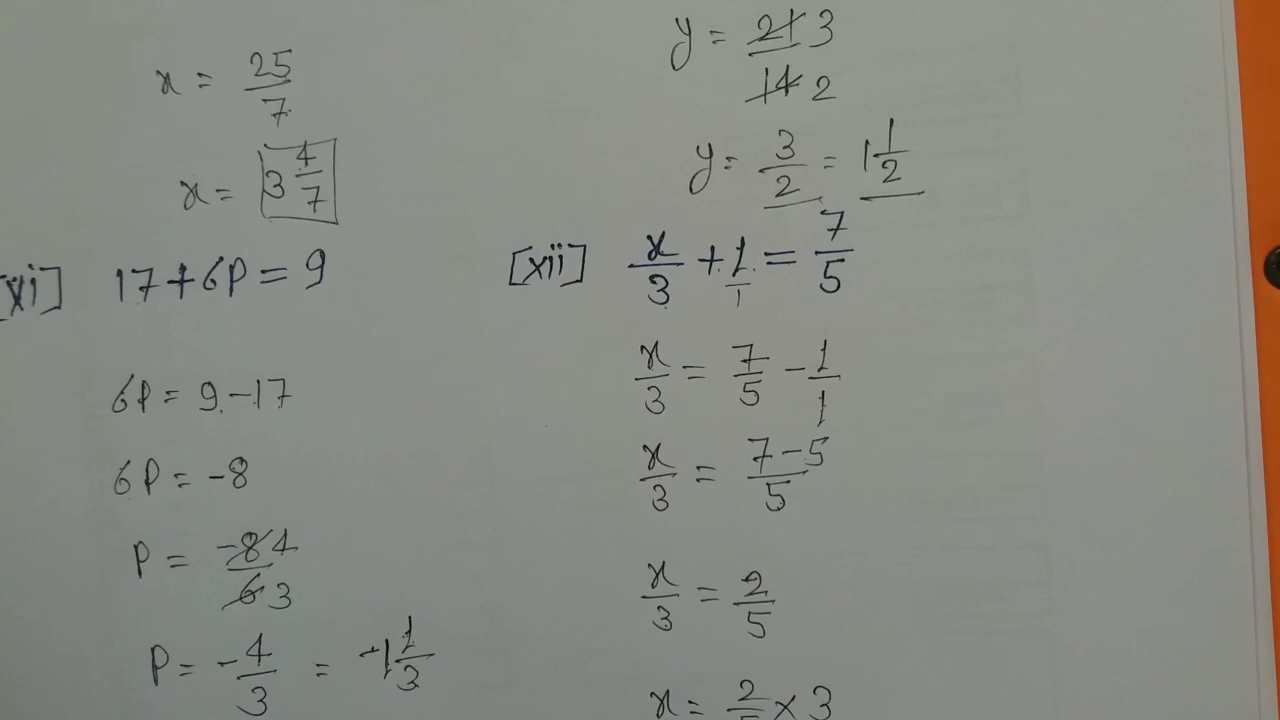 x = 25/7
x = 3 4/7
y = 21 3 / 14 2
y = 3/2 = 1 1/2
[xi] 17 + 6P = 9
6P = 9 - 17
6P = -8
P = -8 4 / 6 3
P = -4/3 = -1 1/3
[xii] x/3 + 1/1 = 7/5
x/3 = 7/5 - 1/1
x/3 = 7-5/5
x/3 = 2/5
x = 2/5 × 3